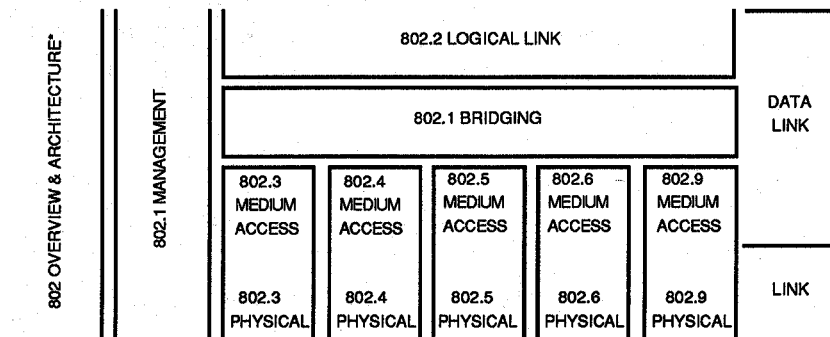 802 OVERVIEW & ARCHITECTURE*
802.1 MANAGEMENT
802.2 LOGICAL LINK
802.1 BRIDGING
DATA
LINK
802.3
MEDIUM
ACCESS
802.4
MEDIUM
ACCESS
802.5
MEDIUM
ACCESS
802.6
MEDIUM
ACCESS
802.9
MEDIUM
ACCESS
802.3
PHYSICAL
802.4
PHYSICAL
802.5
PHYSICAL
802.6
PHYSICAL
802.9
PHYSICAL
LINK